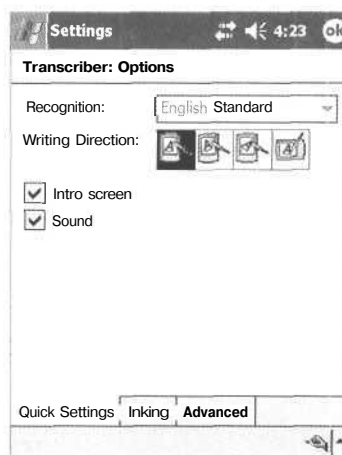 Settings 4:23 ok
Transcriber: Options
Recognition: English Standard
Writing Direction:
Intro screen
Sound
Quick Settings Inking Advanced